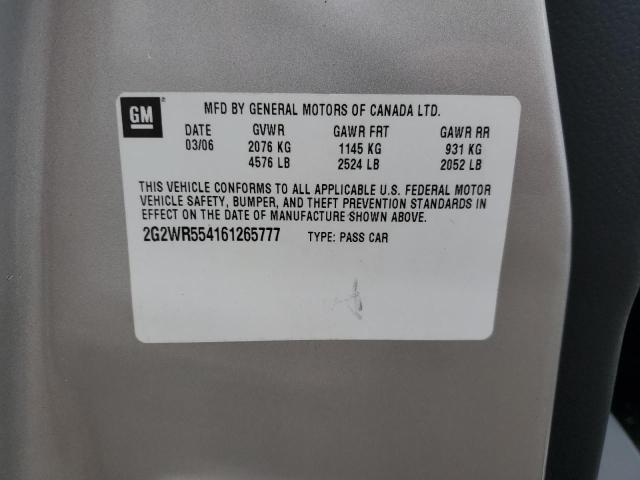 GM
MFD BY GENERAL MOTORS OF CANADA LTD.
DATE GVWR GAWR FRT GAWR RR
03/06 2076 KG 1145 KG 931 KG
4576 LB 2524 LB 2052 LB
THIS VEHICLE CONFORMS TO ALL APPLICABLE U.S. FEDERAL MOTOR
VEHICLE SAFETY, BUMPER, AND THEFT PREVENTION STANDARDS IN
EFFECT ON THE DATE OF MANUFACTURE SHOWN ABOVE.
2G2WR554161265777 TYPE: PASS CAR